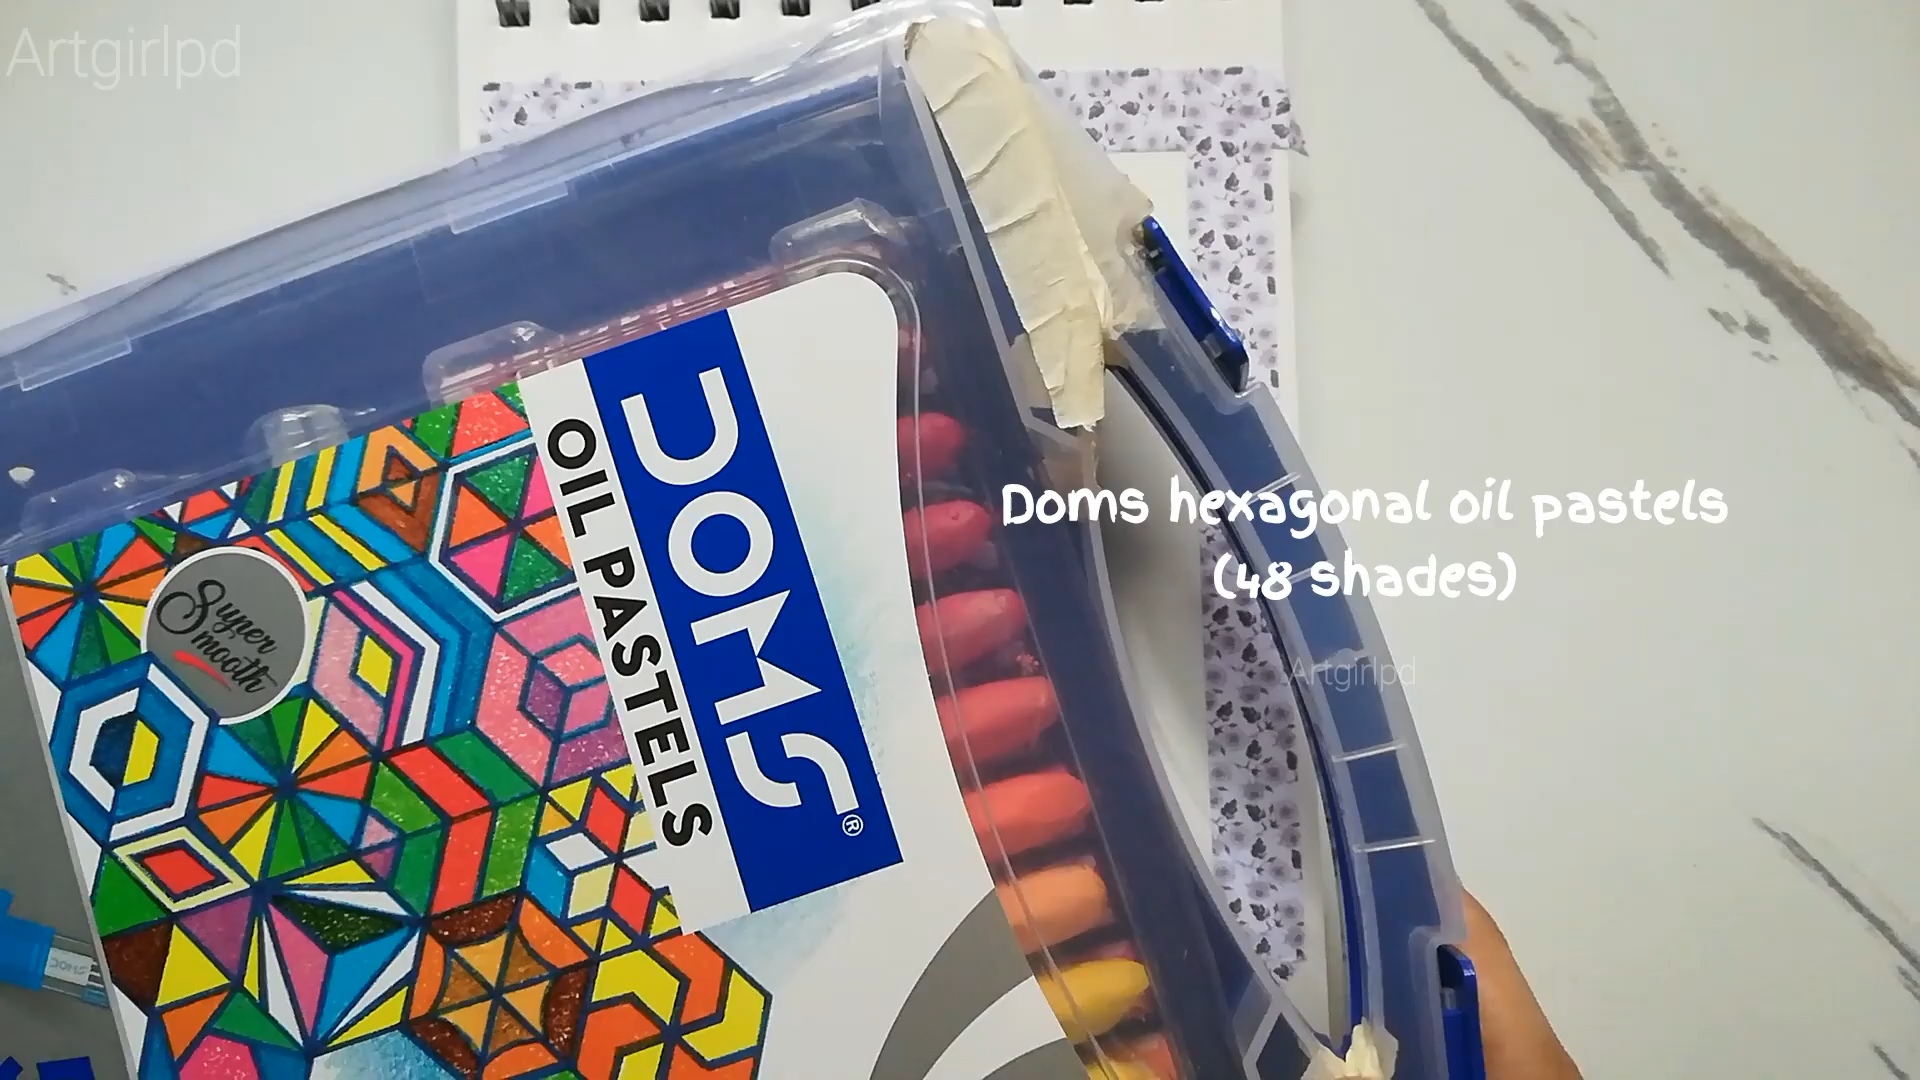 Artgirlpd
DOMS®
OIL PASTELS
Super
Smooth
Doms hexagonal oil pastels
(48 shades)
Artgirlpd